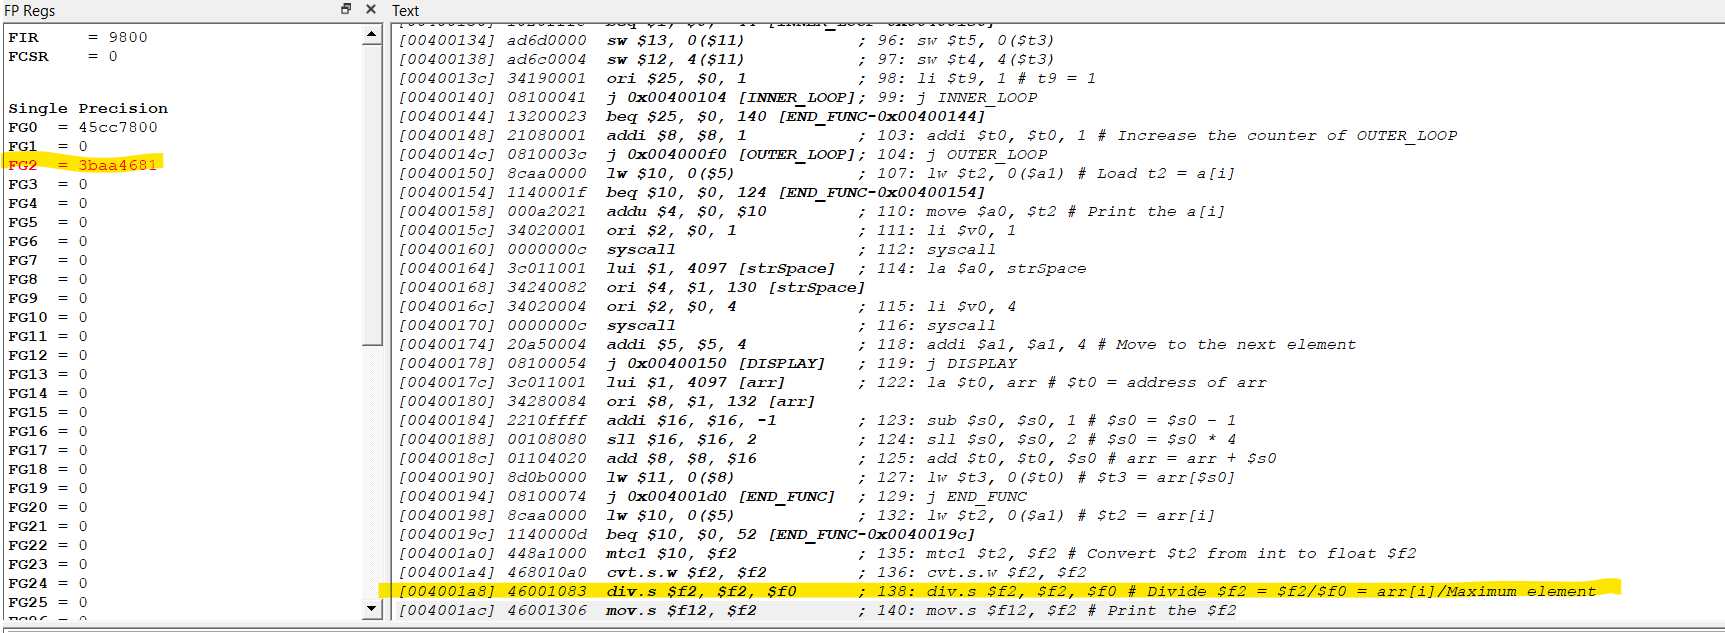 FP Regs
FIR = 9800
FCSR = 0
Single Precision
FG0 = 45cc7800
FG1 = 0
FG2 = 3baa4681
FG3 = 0
FG4 = 0
FG5 = 0
FG6 = 0
FG7 = 0
FG8 = 0
FG9 = 0
FG10 = 0
FG11 = 0
FG12 = 0
FG13 = 0
FG14 = 0
FG15 = 0
FG16 = 0
FG17 = 0
FG18 = 0
FG19 = 0
FG20 = 0
FG21 = 0
FG22 = 0
FG23 = 0
FG24 = 0
FG25 = 0
Text
[00400134] ad6d0000 sw $13, 0($11) ; 96: sw $t5, 0($t3)
[00400138] ad6c0004 sw $12, 4($11) ; 97: sw $t4, 4($t3)
[0040013c] 34190001 ori $25, $0, 1 ; 98: li $t9, 1 # t9 = 1
[00400140] 08100041 j 0x00400104 [INNER_LOOP]; 99: j INNER_LOOP
[00400144] 13200023 beq $25, $0, 140 [END_FUNC-0x00400144]
[00400148] 21080001 addi $8, $8, 1 ; 103: addi $t0, $t0, 1 # Increase the counter of OUTER_LOOP
[0040014c] 0810003c j 0x004000f0 [OUTER_LOOP]; 104: j OUTER_LOOP
[00400150] 8caa0000 lw $10, 0($5) ; 107: lw $t2, 0($a1) # Load t2 = a[i]
[00400154] 1140001f beq $10, $0, 124 [END_FUNC-0x00400154]
[00400158] 000a2021 addu $4, $0, $10 ; 110: move $a0, $t2 # Print the a[i]
[0040015c] 34020001 ori $2, $0, 1 ; 111: li $v0, 1
[00400160] 0000000c syscall ; 112: syscall
[00400164] 3c011001 lui $1, 4097 [strSpace] ; 114: la $a0, strSpace
[00400168] 34240082 ori $4, $1, 130 [strSpace]
[0040016c] 34020004 ori $2, $0, 4 ; 115: li $v0, 4
[00400170] 0000000c syscall ; 116: syscall
[00400174] 20a50004 addi $5, $5, 4 ; 118: addi $a1, $a1, 4 # Move to the next element
[00400178] 08100054 j 0x00400150 [DISPLAY] ; 119: j DISPLAY
[0040017c] 3c011001 lui $1, 4097 [arr] ; 122: la $t0, arr # $t0 = address of arr
[00400180] 34280084 ori $8, $1, 132 [arr]
[00400184] 2210ffff addi $16, $16, -1 ; 123: sub $s0, $s0, 1 # $s0 = $s0 - 1
[00400188] 00108080 sll $16, $16, 2 ; 124: sll $s0, $s0, 2 # $s0 = $s0 * 4
[0040018c] 01104020 add $8, $8, $16 ; 125: add $t0, $t0, $s0 # arr = arr + $s0
[00400190] 8d0b0000 lw $11, 0($8) ; 127: lw $t3, 0($t0) # $t3 = arr[$s0]
[00400194] 08100074 j 0x004001d0 [END_FUNC] ; 129: j END_FUNC
[00400198] 8caa0000 lw $10, 0($5) ; 132: lw $t2, 0($a1) # $t2 = arr[i]
[0040019c] 1140000d beq $10, $0, 52 [END_FUNC-0x0040019c]
[004001a0] 448a1000 mtc1 $10, $f2 ; 135: mtc1 $t2, $f2 # Convert $t2 from int to float $f2
[004001a4] 468010a0 cvt.s.w $f2, $f2 ; 136: cvt.s.w $f2, $f2
[004001a8] 46001083 div.s $f2, $f2, $f0 ; 138: div.s $f2, $f2, $f0 # Divide $f2 = $f2/$f0 = arr[i]/Maximum element
[004001ac] 46001306 mov.s $f12, $f2 ; 140: mov.s $f12, $f2 # Print the $f2